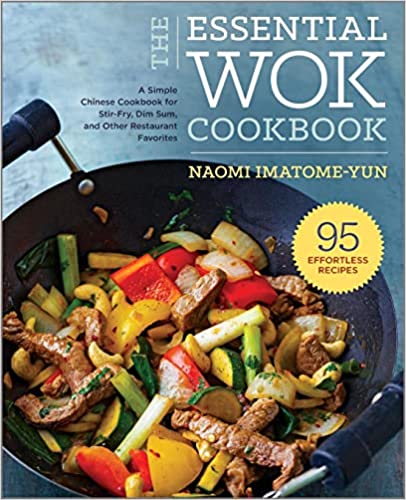 THE
ESSENTIAL
WOK
COOKBOOK
A Simple
Chinese Cookbook for
Stir-Fry, Dim Sum,
and Other Restaurant
Favorites
NAOMI IMATOME-YUN
95
EFFORTLESS
RECIPES